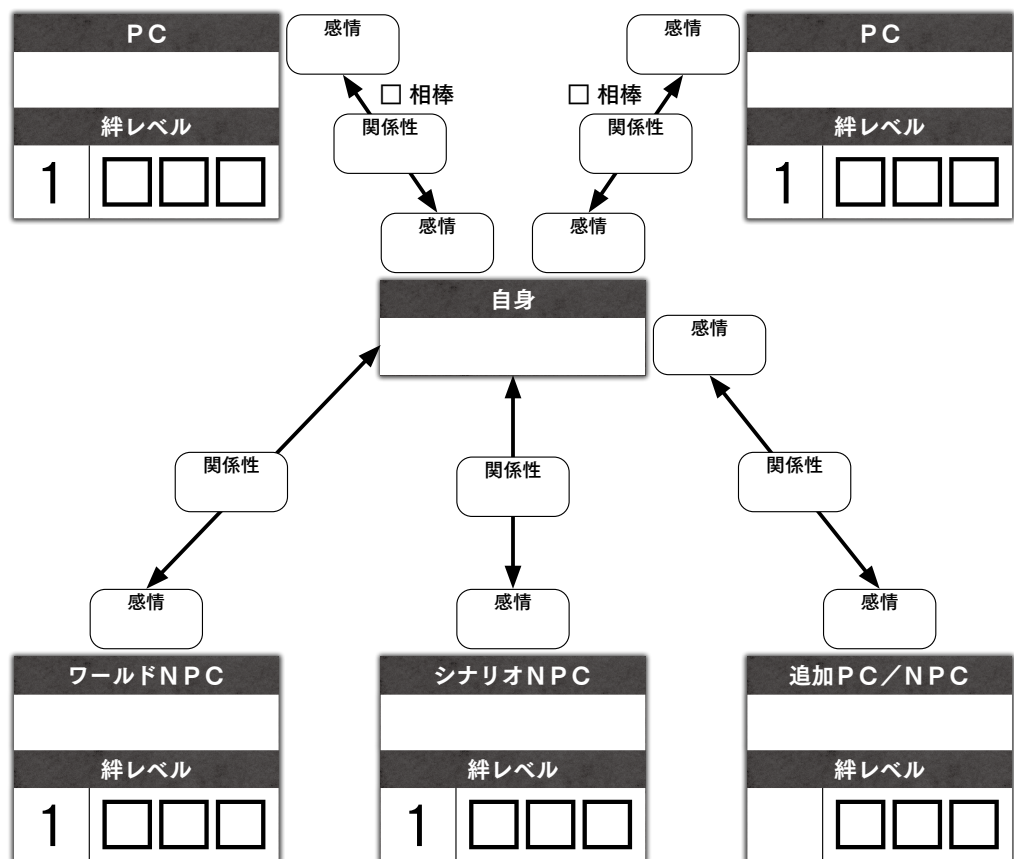 PC
感情
感情
PC
□ 相棒
□ 相棒
関係性
関係性
絆レベル
絆レベル
1 □□□
1 □□□
感情
感情
自身
感情
関係性
関係性
関係性
感情
感情
感情
ワールドNPC
シナリオNPC
追加PC／NPC
絆レベル
絆レベル
絆レベル
1 □□□
1 □□□
□□□